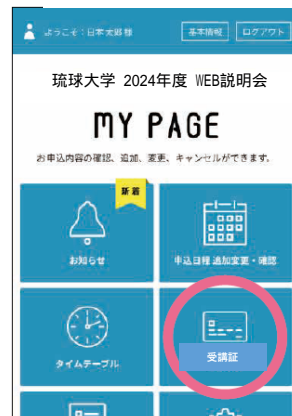 ようこそ：日本太郎 様
基本情報
ログアウト
琉球大学 2024年度 WEB説明会
MY PAGE
お申込内容の確認、追加、変更、キャンセルができます。
新着
お知らせ
申込日程 追加変更・確認
タイムテーブル
受講証